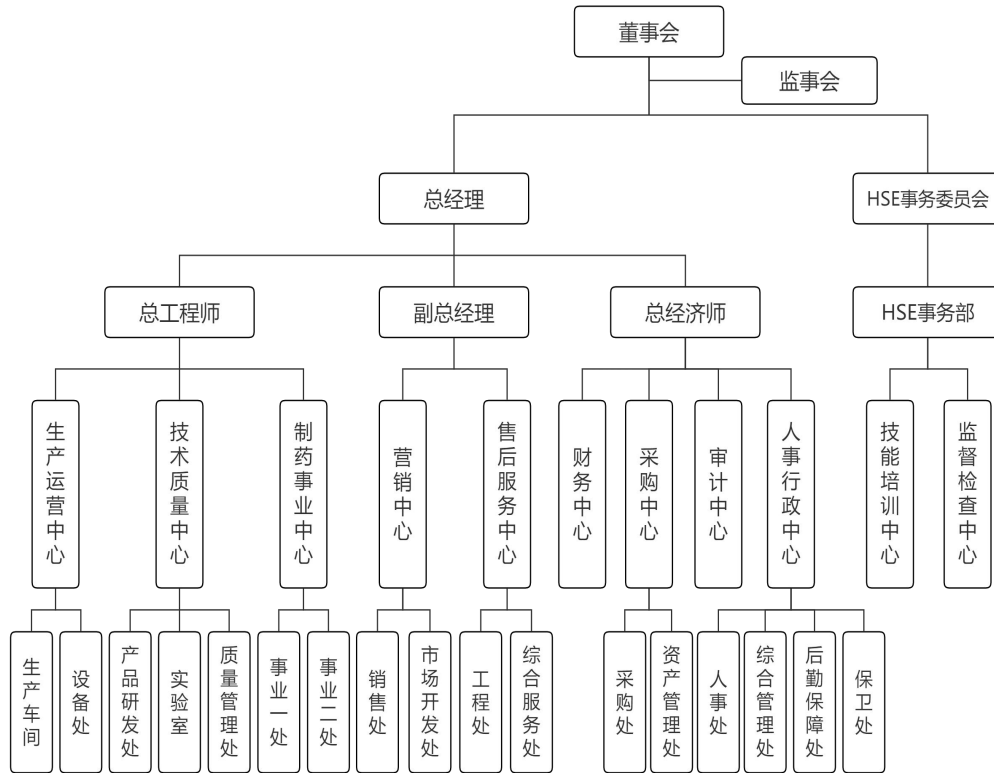 董事会
监事会
总经理
HSE事务委员会
总工程师
副总经理
总经济师
HSE事务部
生产运营中心
技术质量中心
制药事业中心
营销中心
售后服务中心
财务中心
采购中心
审计中心
人事行政中心
技能培训中心
监督检查中心
生产车间
设备处
产品研发处
实验室
质量管理处
事业一处
事业二处
销售处
市场开发处
工程处
综合服务处
采购处
资产管理处
人事处
综合管理处
后勤保障处
保卫处